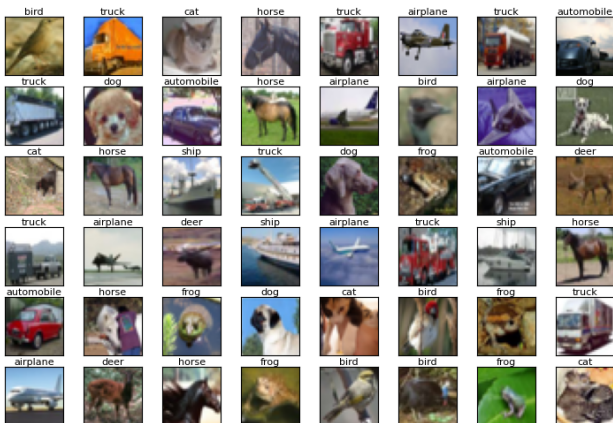 bird truck cat horse truck airplane truck automobile
truck dog automobile horse airplane bird airplane dog
cat horse ship truck dog frog automobile deer
truck airplane deer ship airplane truck ship horse
automobile horse frog dog cat bird frog truck
airplane deer horse frog bird bird frog cat